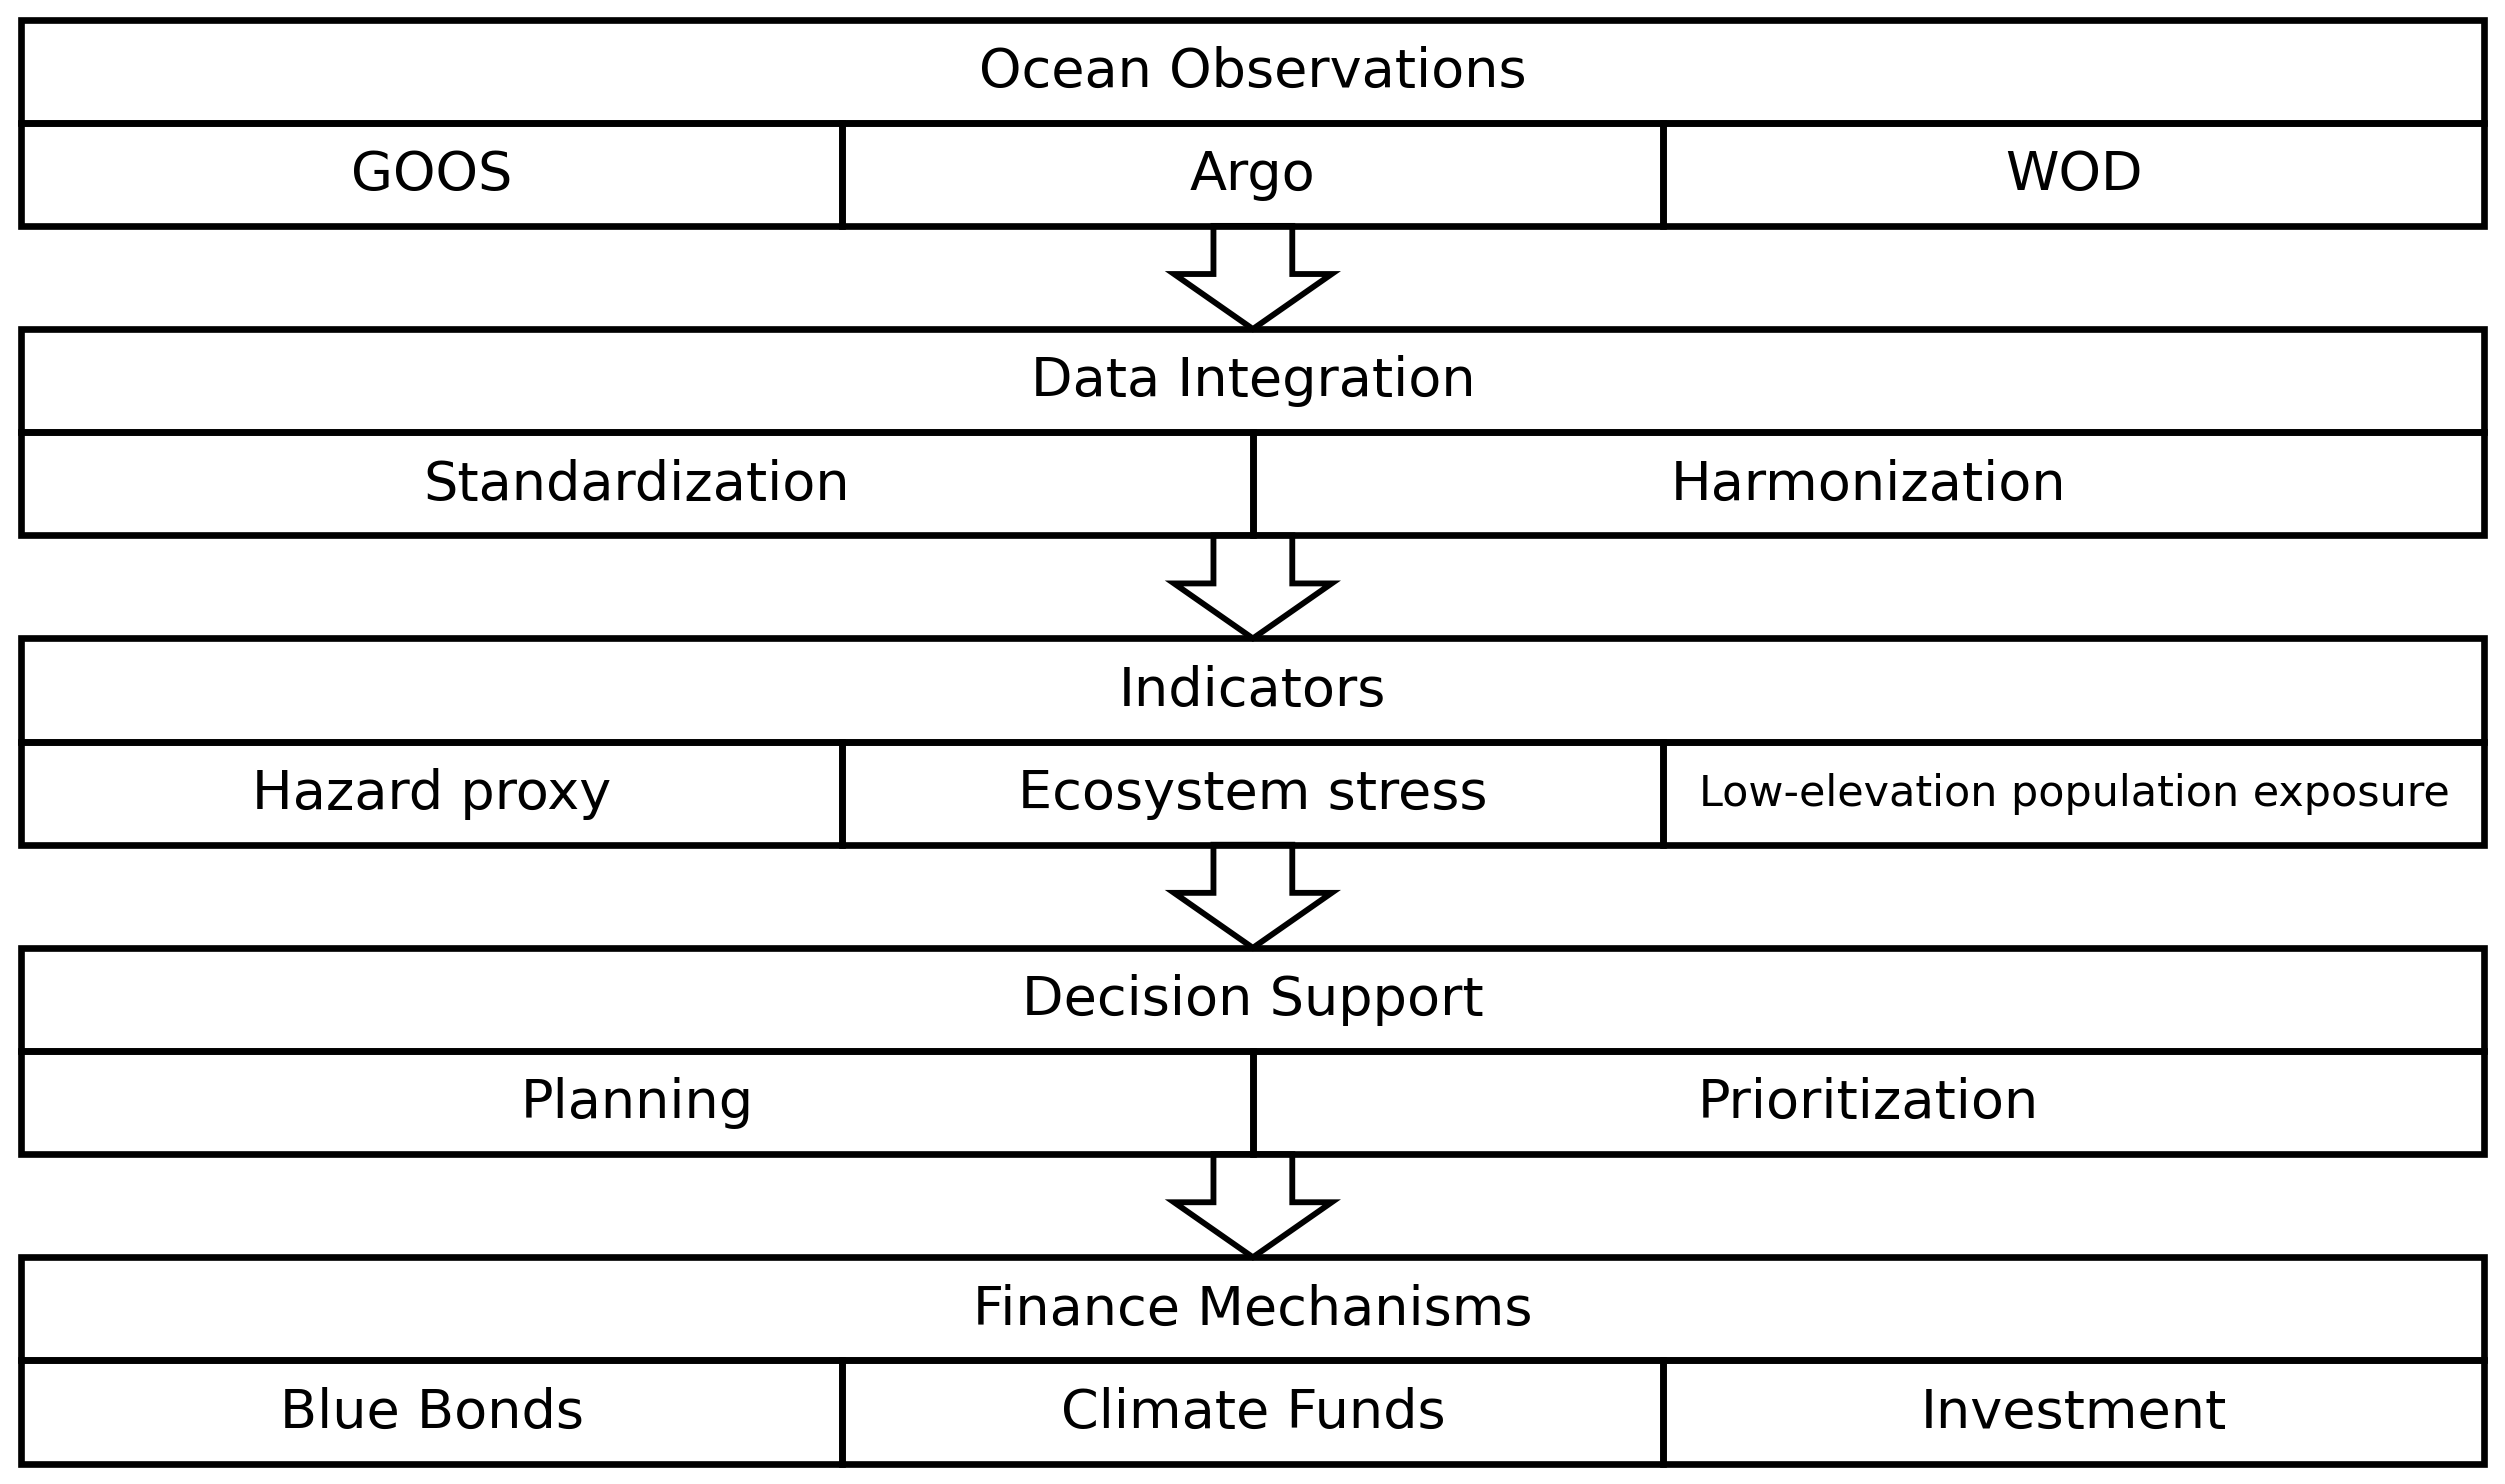 Ocean Observations
GOOS
Argo
WOD
Data Integration
Standardization
Harmonization
Indicators
Hazard proxy
Ecosystem stress
Low-elevation population exposure
Decision Support
Planning
Prioritization
Finance Mechanisms
Blue Bonds
Climate Funds
Investment